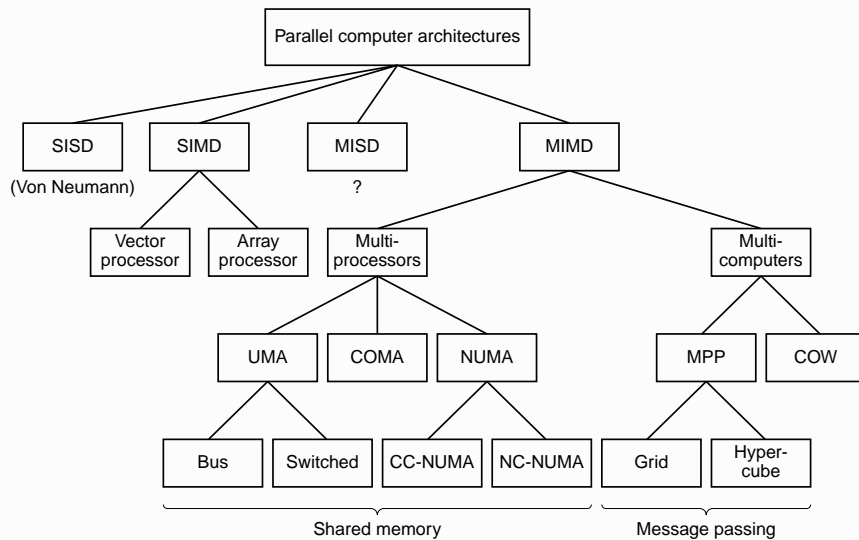 Parallel computer architectures
SISD
SIMD
MISD
MIMD
(Von Neumann)
?
Vector
processor
Array
processor
Multi-
processors
Multi-
computers
UMA
COMA
NUMA
MPP
COW
Bus
Switched
CC-NUMA
NC-NUMA
Grid
Hyper-
cube
Shared memory
Message passing